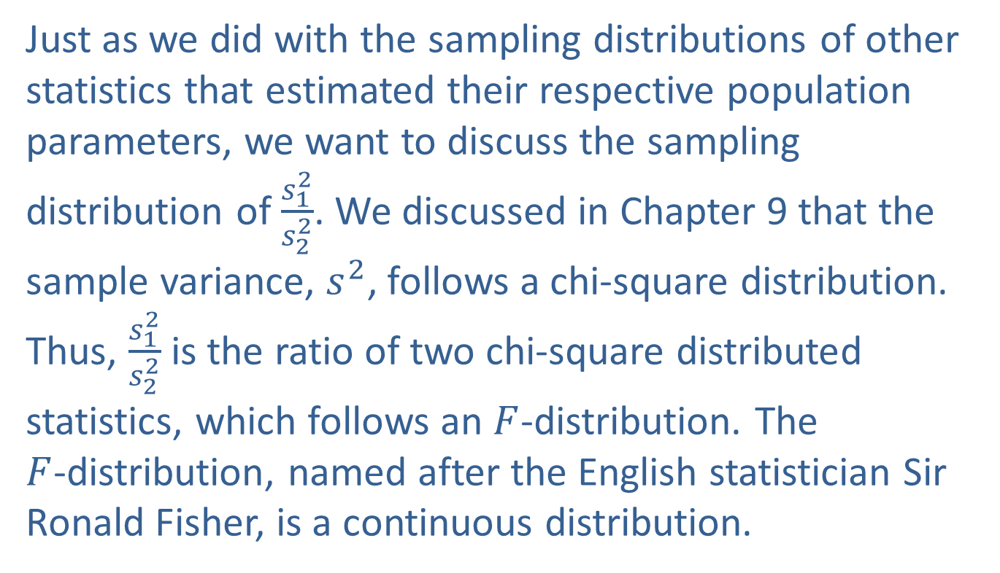 Just as we did with the sampling distributions of other
statistics that estimated their respective population
parameters, we want to discuss the sampling
distribution of $\frac{s_1^2}{s_2^2}$. We discussed in Chapter 9 that the
sample variance, $s^2$, follows a chi-square distribution.
Thus, $\frac{s_1^2}{s_2^2}$ is the ratio of two chi-square distributed
statistics, which follows an $F$-distribution. The
$F$-distribution, named after the English statistician Sir
Ronald Fisher, is a continuous distribution.